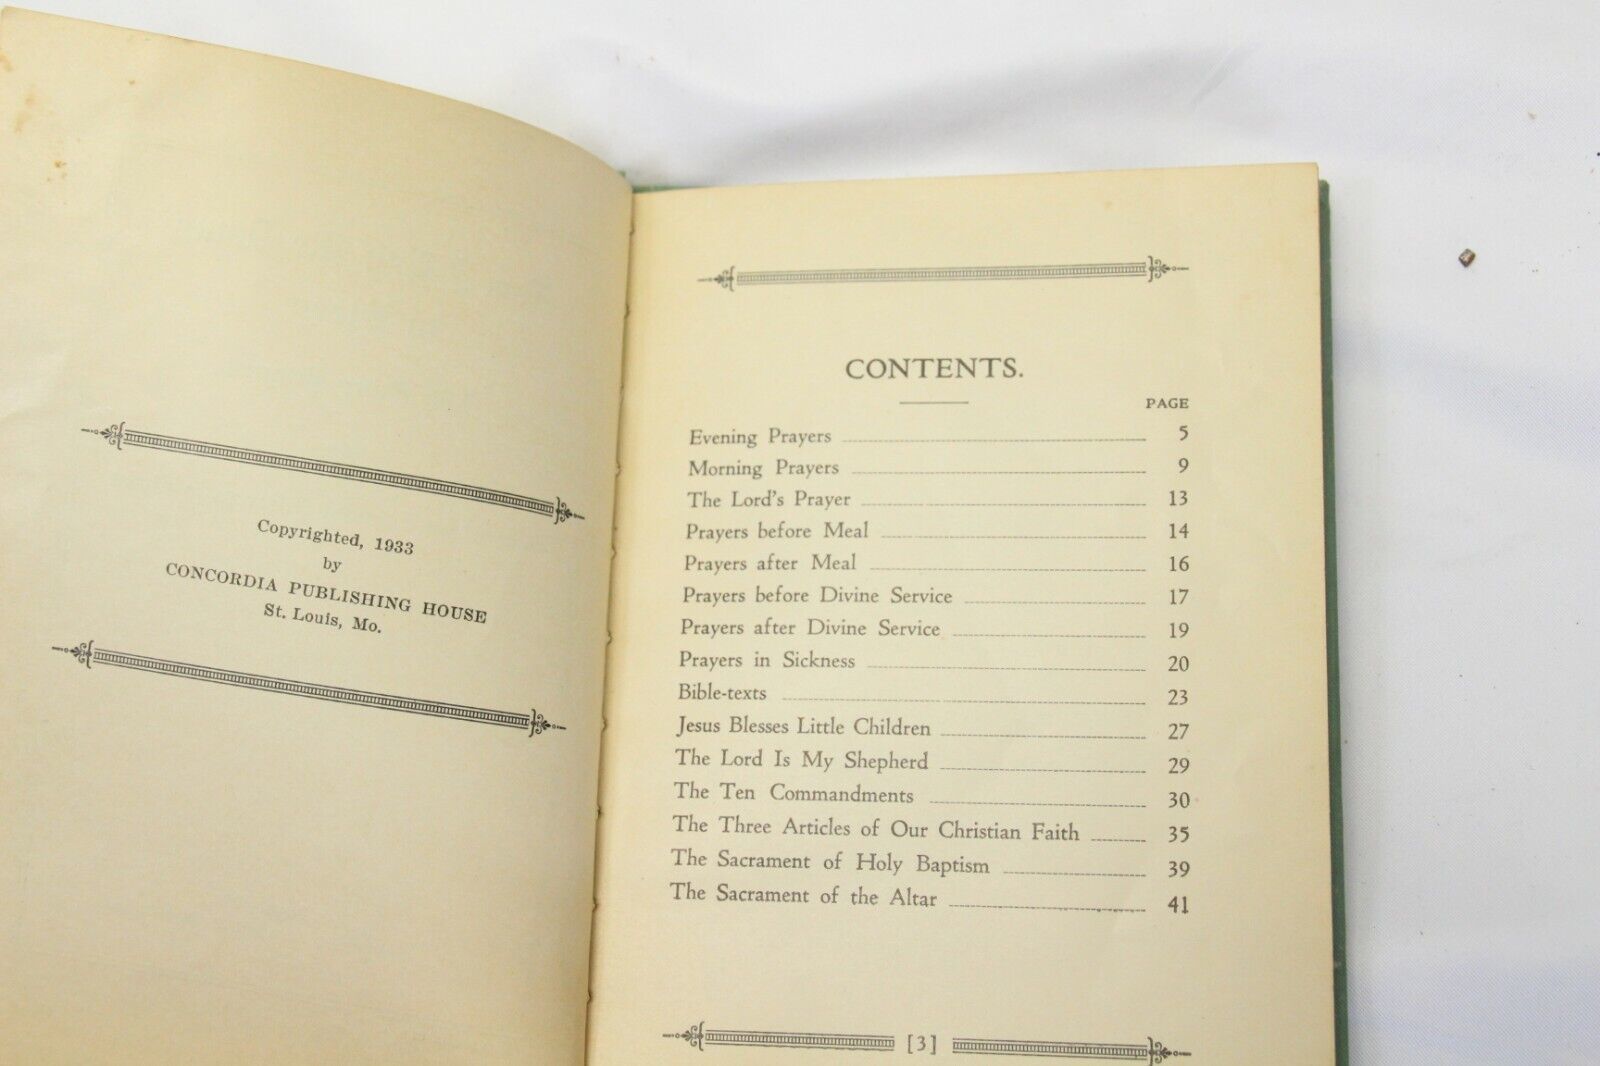 Copyrighted, 1933
by
CONCORDIA PUBLISHING HOUSE
St. Louis, Mo.
CONTENTS.
PAGE
Evening Prayers 5
Morning Prayers 9
The Lord's Prayer 13
Prayers before Meal 14
Prayers after Meal 16
Prayers before Divine Service 17
Prayers after Divine Service 19
Prayers in Sickness 20
Bible-texts 23
Jesus Blesses Little Children 27
The Lord Is My Shepherd 29
The Ten Commandments 30
The Three Articles of Our Christian Faith 35
The Sacrament of Holy Baptism 39
The Sacrament of the Altar 41
[3]